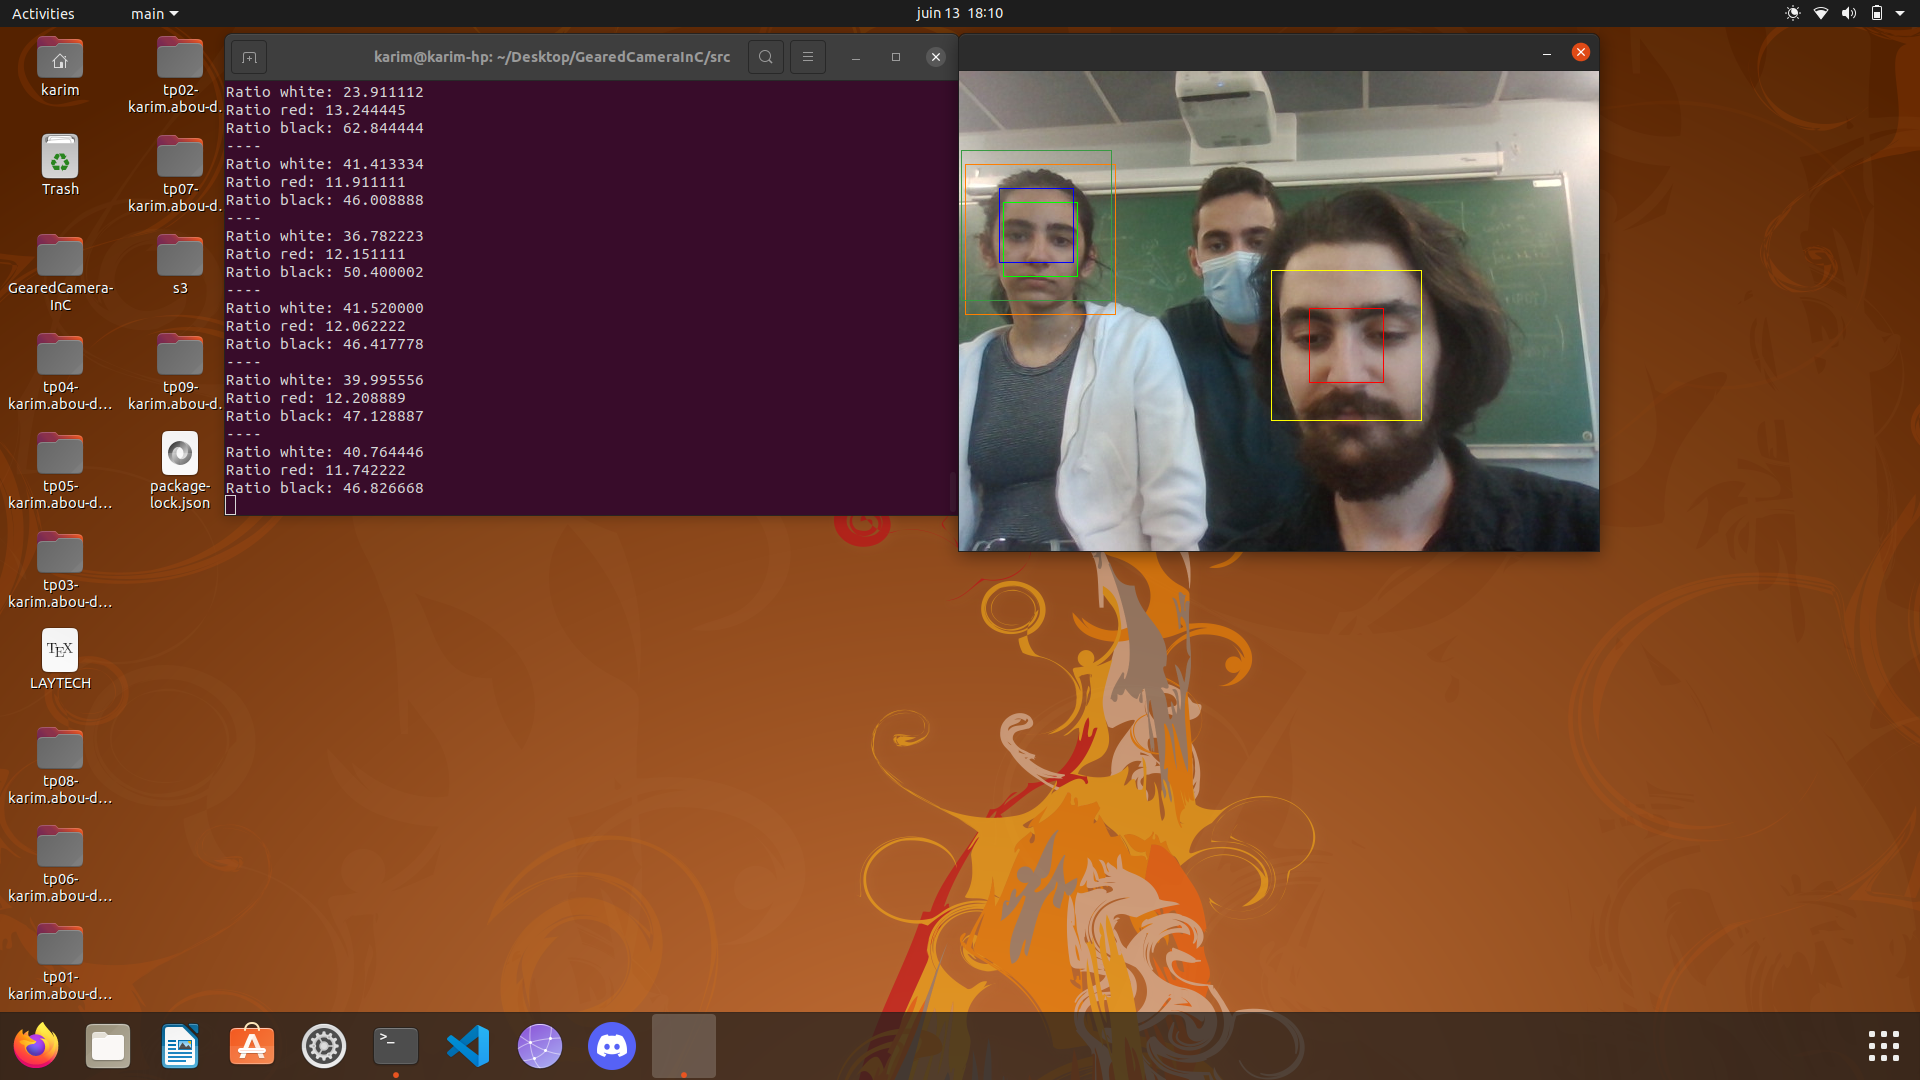 Activities
main
juin 13 18:10
karim@karim-hp: ~/Desktop/GearedCameraInC/src
Ratio white: 23.911112
Ratio red: 13.244445
Ratio black: 62.844444
----
Ratio white: 41.413334
Ratio red: 11.911111
Ratio black: 46.008888
----
Ratio white: 36.782223
Ratio red: 12.151111
Ratio black: 50.400002
----
Ratio white: 41.520000
Ratio red: 12.062222
Ratio black: 46.417778
----
Ratio white: 39.995556
Ratio red: 12.208889
Ratio black: 47.128887
----
Ratio white: 40.764446
Ratio red: 11.742222
Ratio black: 46.826668
karim
Trash
GearedCamera-
InC
tp04-
karim.abou-d...
tp05-
karim.abou-d...
tp03-
karim.abou-d...
TEX
LAYTECH
tp08-
karim.abou-d...
tp06-
karim.abou-d...
tp01-
karim.abou-d...
tp02-
karim.abou-d.
tp07-
karim.abou-d.
s3
tp09-
karim.abou-d.
package-
lock.json
>_